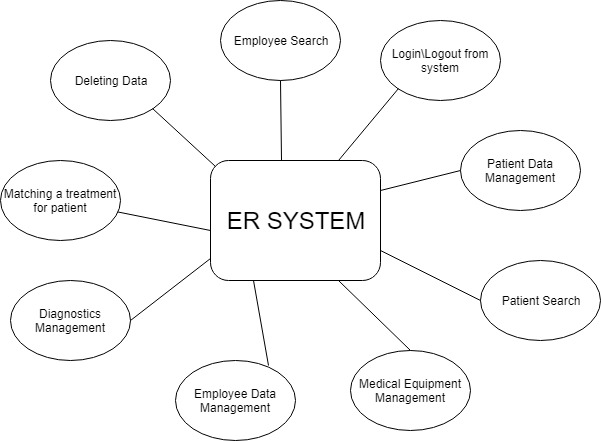 Employee Search
Login\Logout from
system
Deleting Data
Patient Data
Management
Matching a treatment
for patient
ER SYSTEM
Patient Search
Diagnostics
Management
Medical Equipment
Management
Employee Data
Management